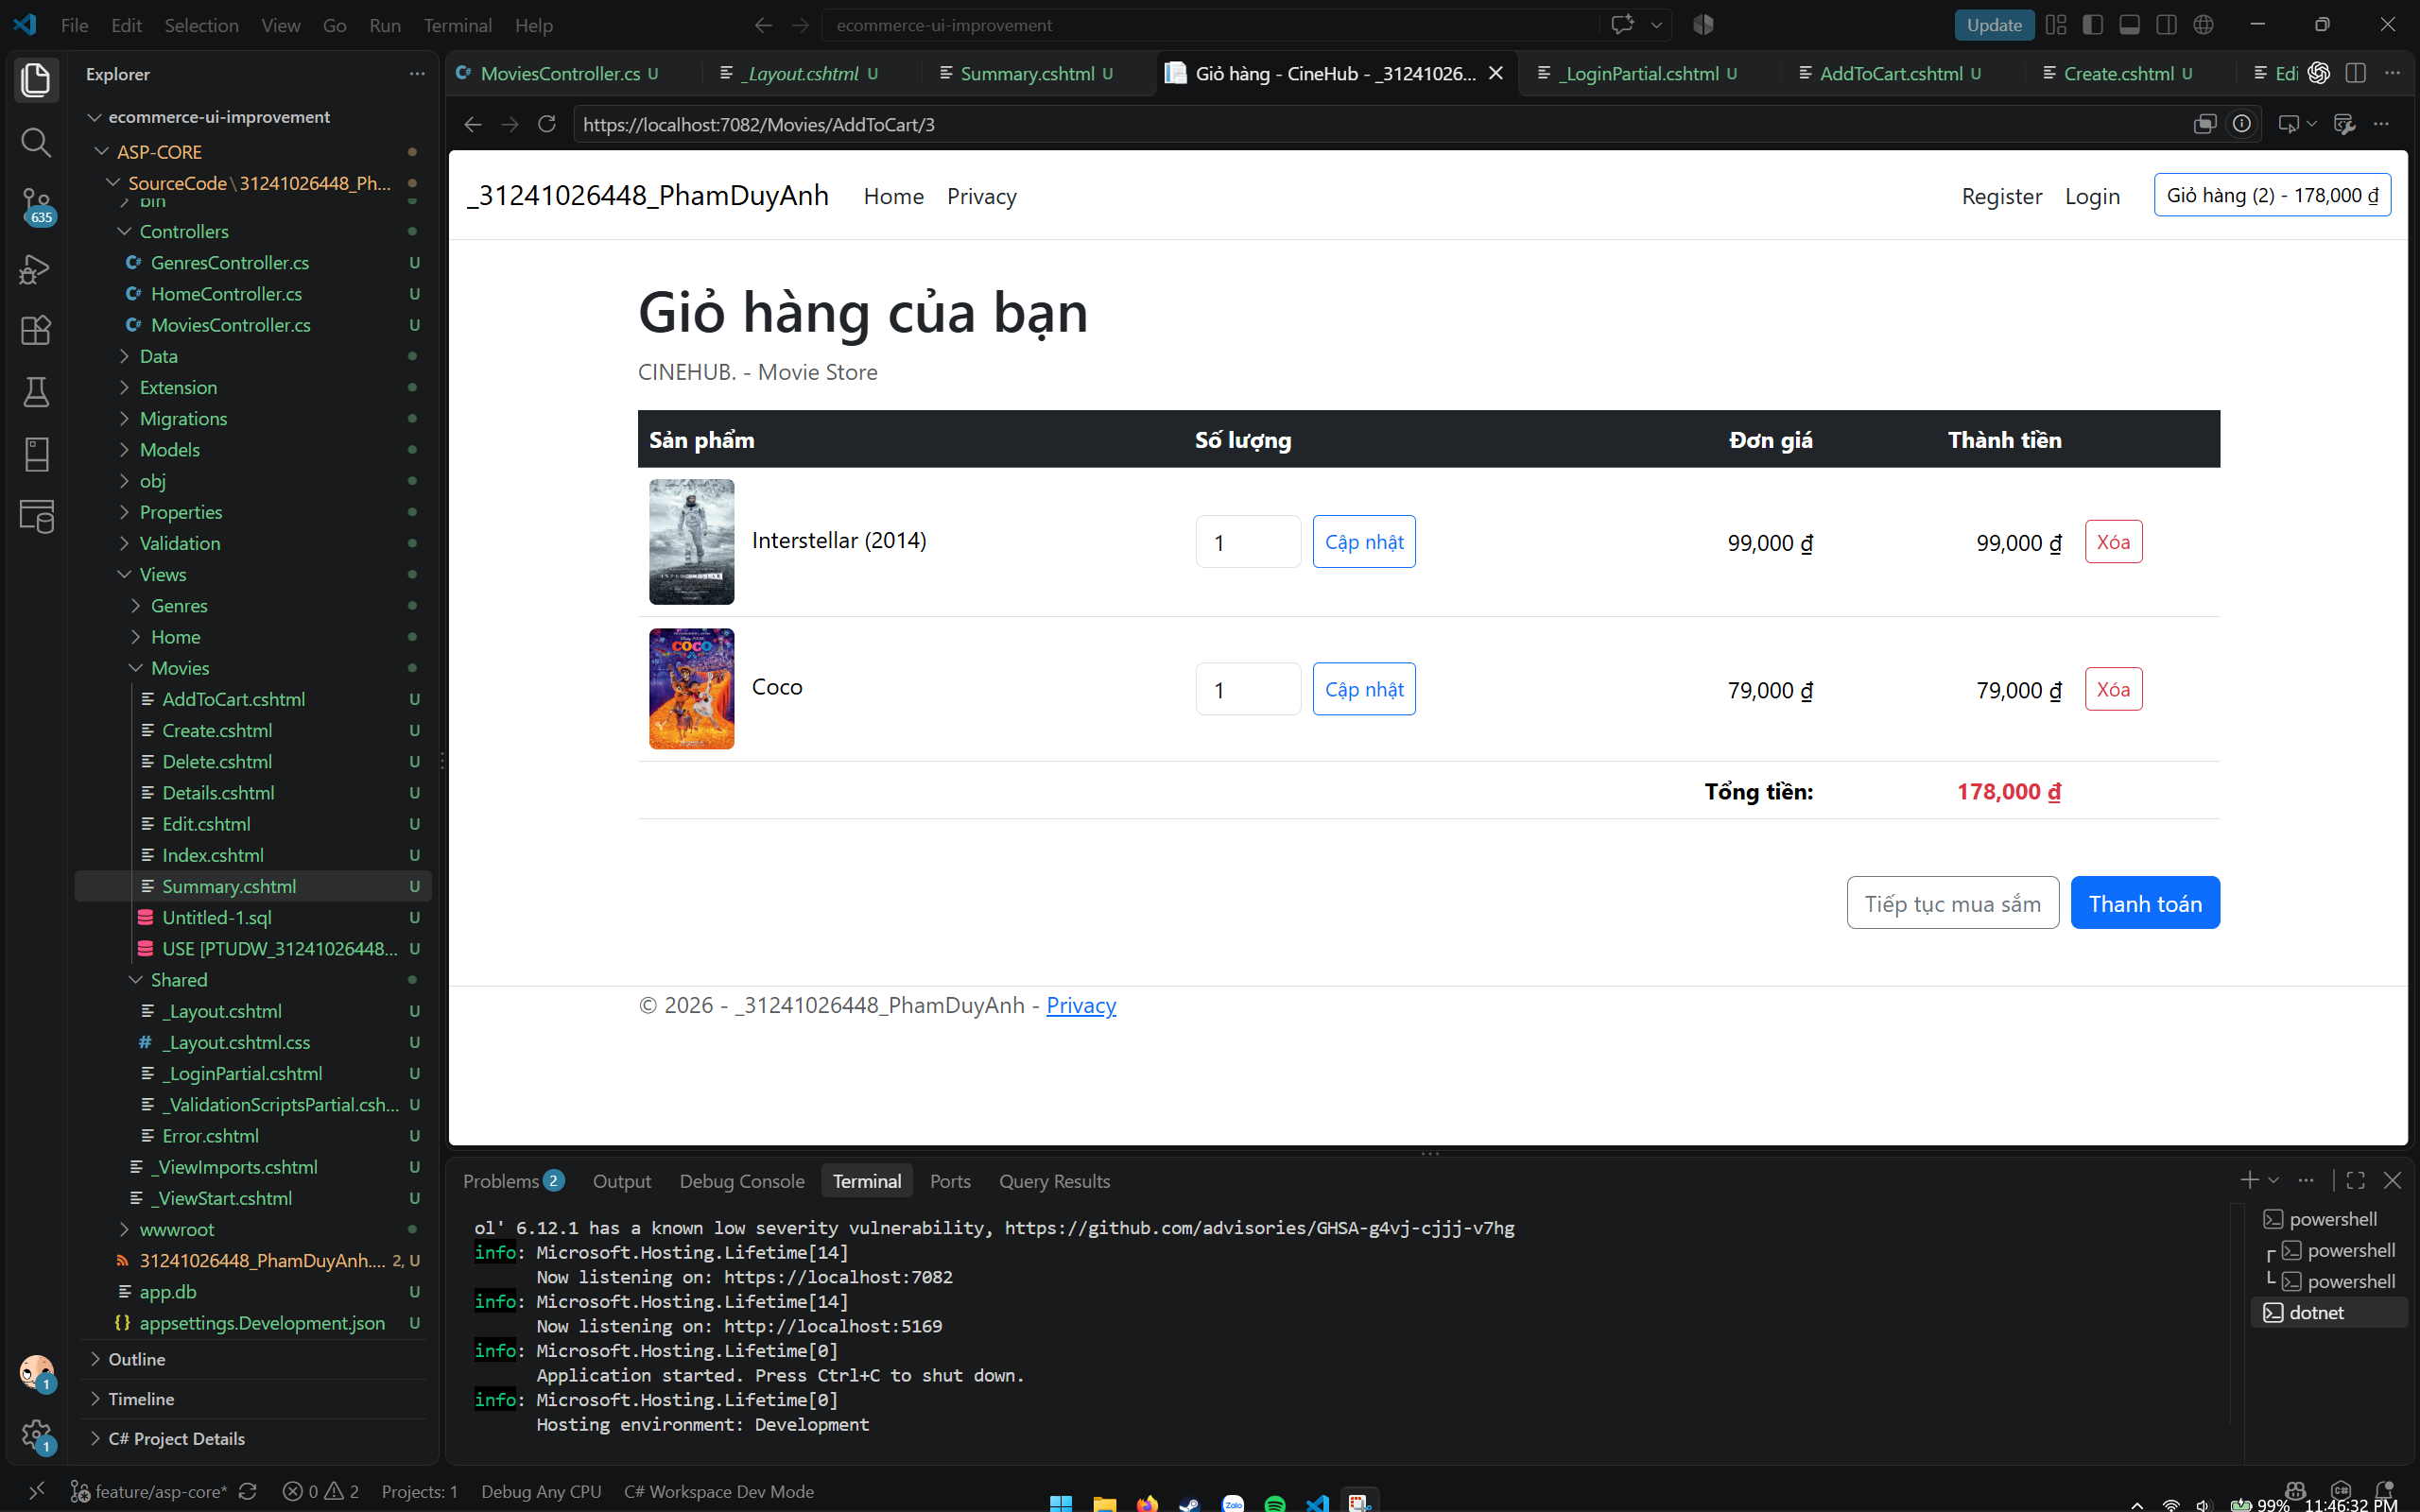 File Edit Selection View Go Run Terminal Help
ecommerce-ui-improvement
Update
Explorer
ecommerce-ui-improvement
ASP-CORE
SourceCode\31241026448_Ph...
bin
Controllers
GenresController.cs U
HomeController.cs U
MoviesController.cs U
Data
Extension
Migrations
Models
obj
Properties
Validation
Views
Genres
Home
Movies
AddToCart.cshtml U
Create.cshtml U
Delete.cshtml U
Details.cshtml U
Edit.cshtml U
Index.cshtml U
Summary.cshtml U
Untitled-1.sql U
USE [PTUDW_31241026448... U
Shared
_Layout.cshtml U
_Layout.cshtml.css U
_LoginPartial.cshtml U
_ValidationScriptsPartial.csh... U
Error.cshtml U
_ViewImports.cshtml U
_ViewStart.cshtml U
wwwroot
31241026448_PhamDuyAnh.... 2, U
app.db U
appsettings.Development.json U
Outline
Timeline
C# Project Details
635
1
1
MoviesController.cs U
_Layout.cshtml U
Summary.cshtml U
Giỏ hàng - CineHub - _31241026...
_LoginPartial.cshtml U
AddToCart.cshtml U
Create.cshtml U
Edi
https://localhost:7082/Movies/AddToCart/3
_31241026448_PhamDuyAnh Home Privacy Register Login Giỏ hàng (2) - 178,000 ₫
Giỏ hàng của bạn
CINEHUB. - Movie Store
Sản phẩm Số lượng Đơn giá Thành tiền
Interstellar (2014) 1 Cập nhật 99,000 ₫ 99,000 ₫ Xóa
COCO
Coco 1 Cập nhật 79,000 ₫ 79,000 ₫ Xóa
Tổng tiền: 178,000 ₫
Tiếp tục mua sắm Thanh toán
© 2026 - _31241026448_PhamDuyAnh - Privacy
Problems 2 Output Debug Console Terminal Ports Query Results
ol' 6.12.1 has a known low severity vulnerability, https://github.com/advisories/GHSA-g4vj-cjjj-v7hg
info: Microsoft.Hosting.Lifetime[14]
Now listening on: https://localhost:7082
info: Microsoft.Hosting.Lifetime[14]
Now listening on: http://localhost:5169
info: Microsoft.Hosting.Lifetime[0]
Application started. Press Ctrl+C to shut down.
info: Microsoft.Hosting.Lifetime[0]
Hosting environment: Development
powershell
powershell
powershell
dotnet
feature/asp-core* 0 2 Projects: 1 Debug Any CPU C# Workspace Dev Mode
Zalo
99% 11:46:32 PM